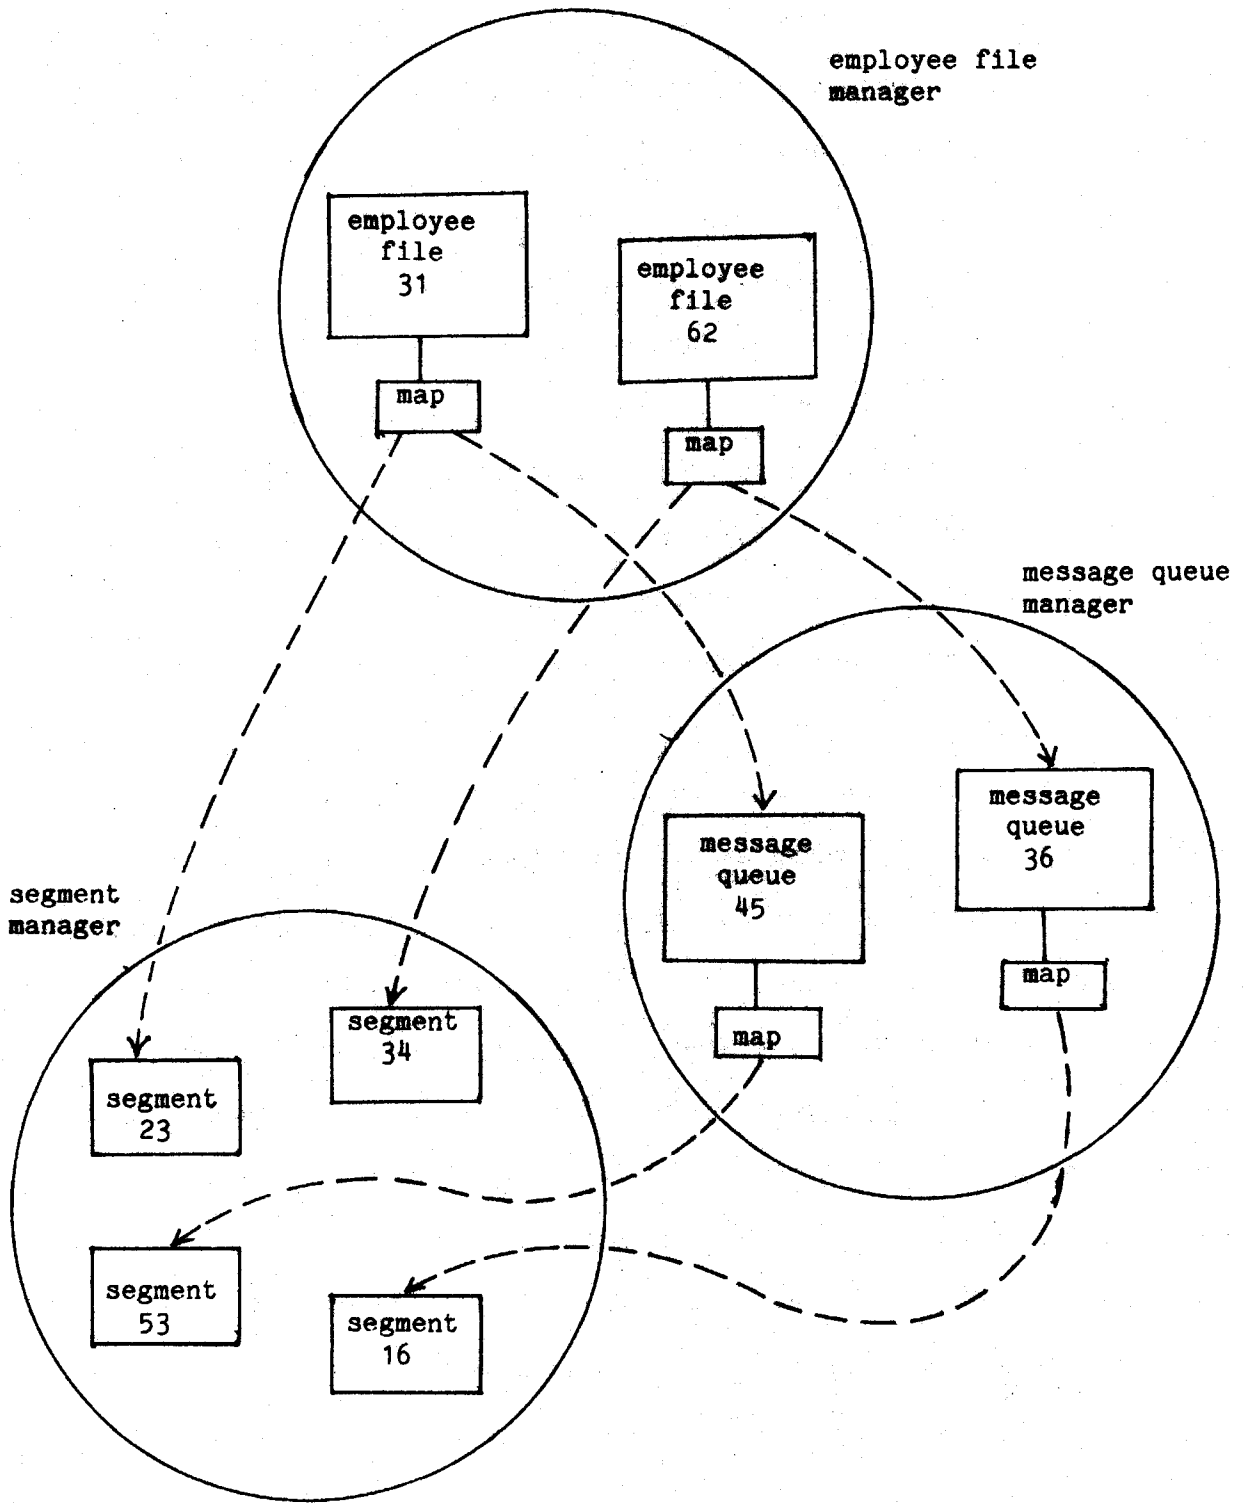 employee file
manager
employee
file
31
employee
file
62
map
map
message queue
manager
message
queue
36
message
queue
45
map
map
segment
manager
segment
34
segment
23
segment
53
segment
16